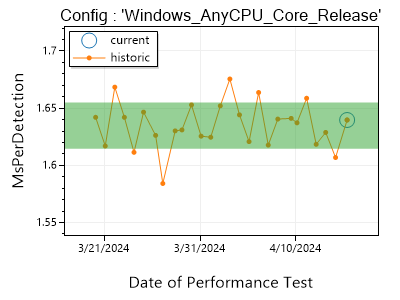 Config : 'Windows_AnyCPU_Core_Release'
current
historic
MsPerDetection
1.7
1.65
1.6
1.55
3/21/2024
3/31/2024
4/10/2024
Date of Performance Test